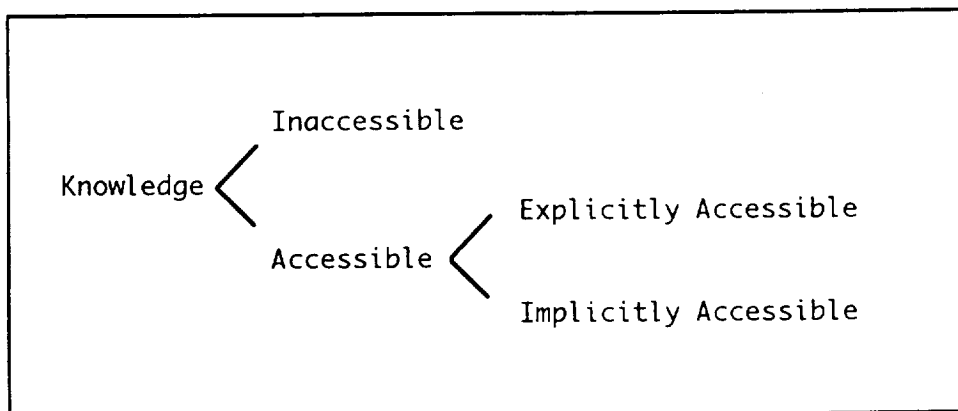 Inaccessible
Knowledge
Explicitly Accessible
Accessible
Implicitly Accessible